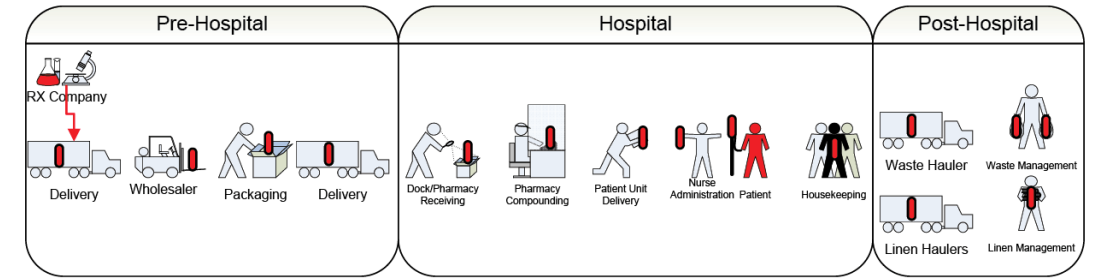 Pre-Hospital
Hospital
Post-Hospital
RX Company
Delivery
Wholesaler
Packaging
Delivery
Dock/Pharmacy
Receiving
Pharmacy
Compounding
Patient Unit
Delivery
Nurse
Administration
Patient
Housekeeping
Waste Hauler
Waste Management
Linen Haulers
Linen Management